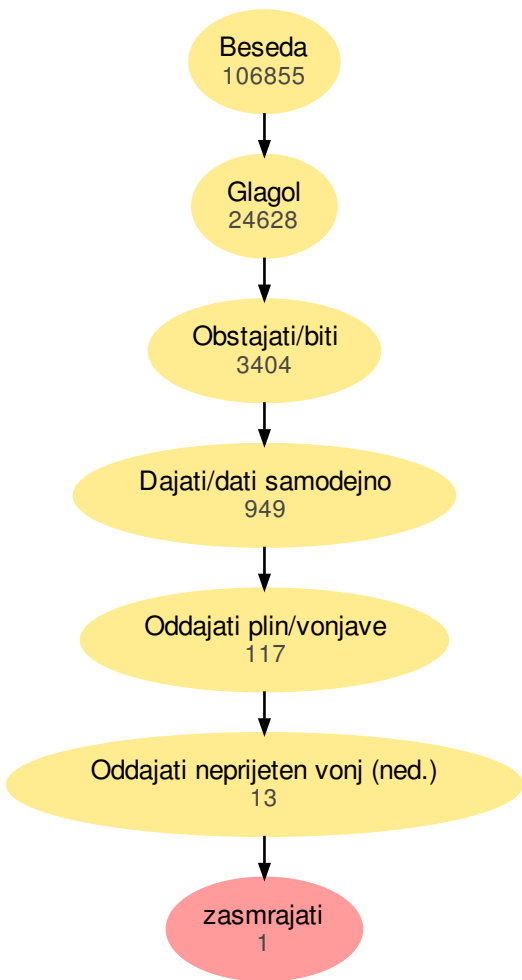 Beseda
106855
Glagol
24628
Obstajati/biti
3404
Dajati/dati samodejno
949
Oddajati plin/vonjave
117
Oddajati neprijeten vonj (ned.)
13
zasmrajati
1